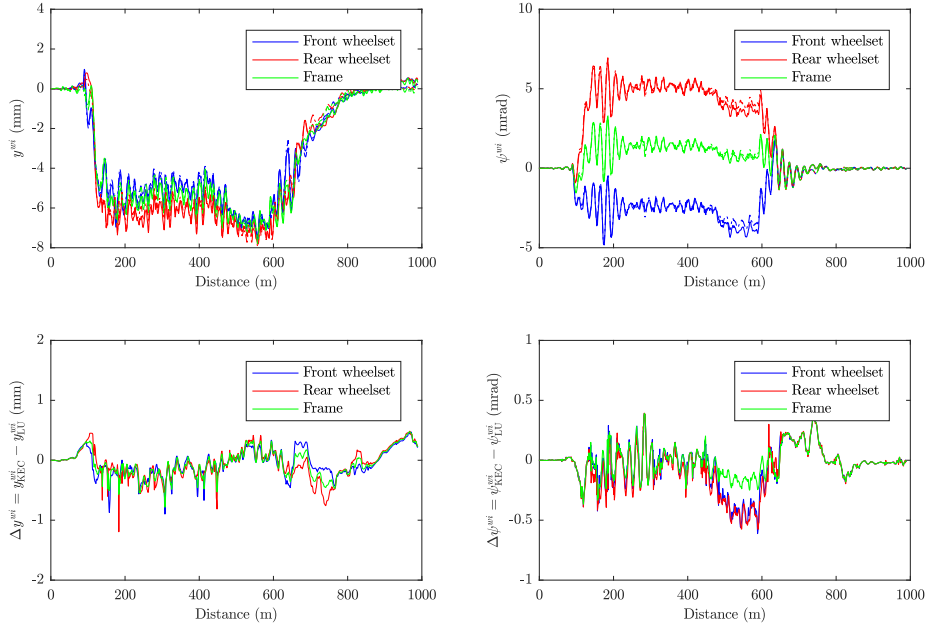 4
2
0
-2
-4
-6
-8
0 200 400 600 800 1000
Distance (m)
y^{wi} (mm)
Front wheelset
Rear wheelset
Frame
10
5
0
-5
0 200 400 600 800 1000
Distance (m)
ψ^{wi} (mrad)
Front wheelset
Rear wheelset
Frame
2
1
0
-1
-2
0 200 400 600 800 1000
Distance (m)
Δy^{wi} = y^{wi}_{KEC} − y^{wi}_{LU} (mm)
Front wheelset
Rear wheelset
Frame
1
0.5
0
-0.5
-1
0 200 400 600 800 1000
Distance (m)
Δψ^{wi} = ψ^{wi}_{KEC} − ψ^{wi}_{LU} (mrad)
Front wheelset
Rear wheelset
Frame